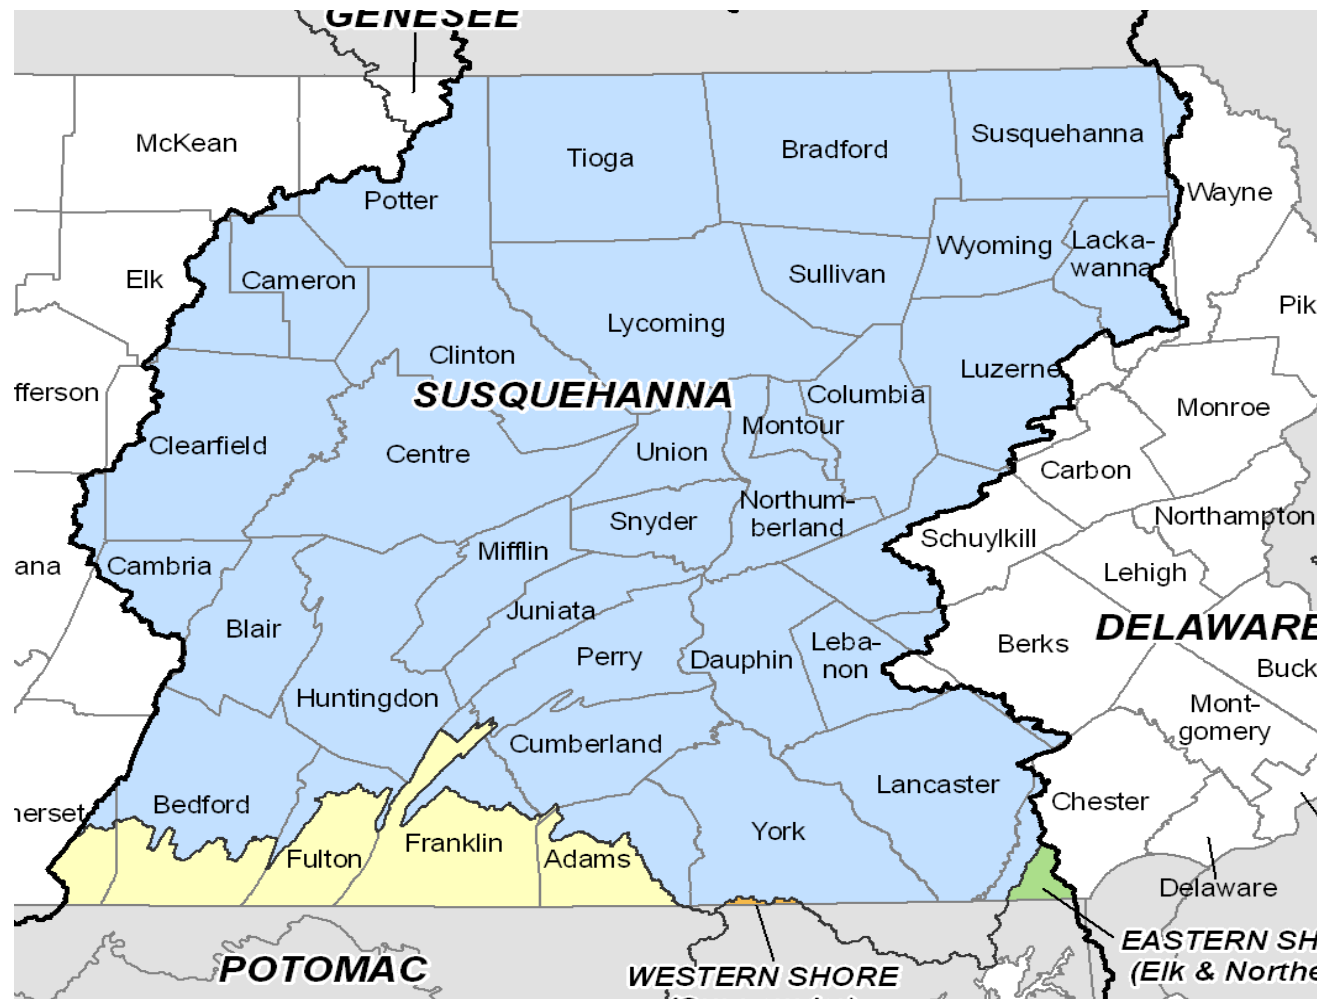 GENESEE
McKean
Tioga
Bradford
Susquehanna
Potter
Wayne
Elk
Cameron
Sullivan
Wyoming
Lacka-
wanna
Pik
Lycoming
Clinton
Luzerne
fferson
SUSQUEHANNA
Columbia
Monroe
Clearfield
Centre
Union
Montour
Carbon
Snyder
Northum-
berland
Northampton
Schuylkill
ana
Cambria
Mifflin
Lehigh
Blair
Juniata
DELAWARE
Perry
Dauphin
Leba-
non
Berks
Buck
Huntingdon
Mont-
gomery
Cumberland
Lancaster
Chester
Bedford
herset
York
Fulton
Franklin
Adams
Delaware
EASTERN SH
(Elk & Northe
POTOMAC
WESTERN SHORE